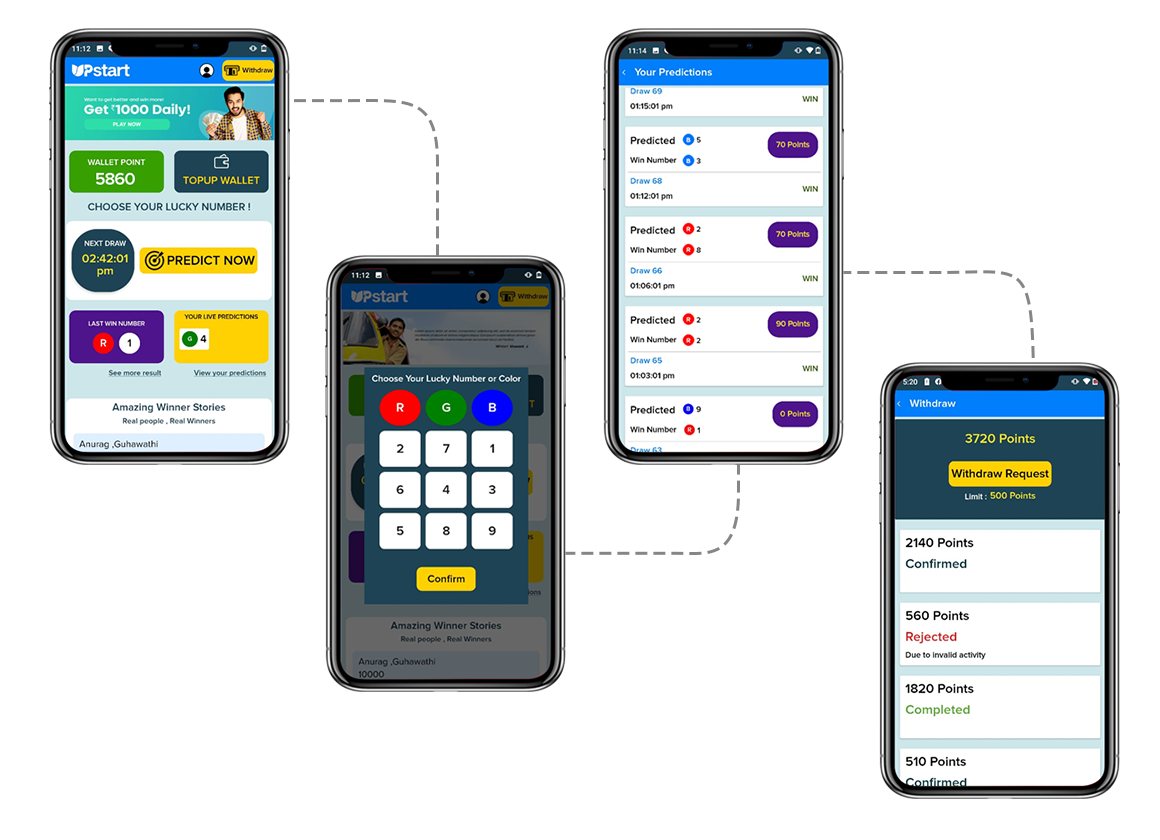 11:12
UPstart
Withdraw
Want to get better and win more!
Get ₹1000 Daily!
PLAY NOW
WALLET POINT
5860
TOPUP WALLET
CHOOSE YOUR LUCKY NUMBER !
NEXT DRAW
02:42:01
pm
PREDICT NOW
LAST WIN NUMBER
R 1
YOUR LIVE PREDICTIONS
G 4
See more result
View your predictions
Amazing Winner Stories
Real people , Real Winners
Anurag ,Guhawathi
11:12
UPstart
Withdraw
Choose Your Lucky Number or Color
R G B
2 7 1
6 4 3
5 8 9
Confirm
Amazing Winner Stories
Real people , Real Winners
Anurag ,Guhawathi
10000
11:14
Your Predictions
Draw 69
01:15:01 pm
WIN
Predicted B 5
70 Points
Win Number B 3
Draw 68
01:12:01 pm
WIN
Predicted R 2
70 Points
Win Number R 8
Draw 66
01:06:01 pm
WIN
Predicted R 2
90 Points
Win Number R 2
Draw 65
01:03:01 pm
WIN
Predicted B 9
0 Points
Win Number R 1
Draw 63
5:20
Withdraw
3720 Points
Withdraw Request
Limit : 500 Points
2140 Points
Confirmed
560 Points
Rejected
Due to invalid activity
1820 Points
Completed
510 Points
Confirmed